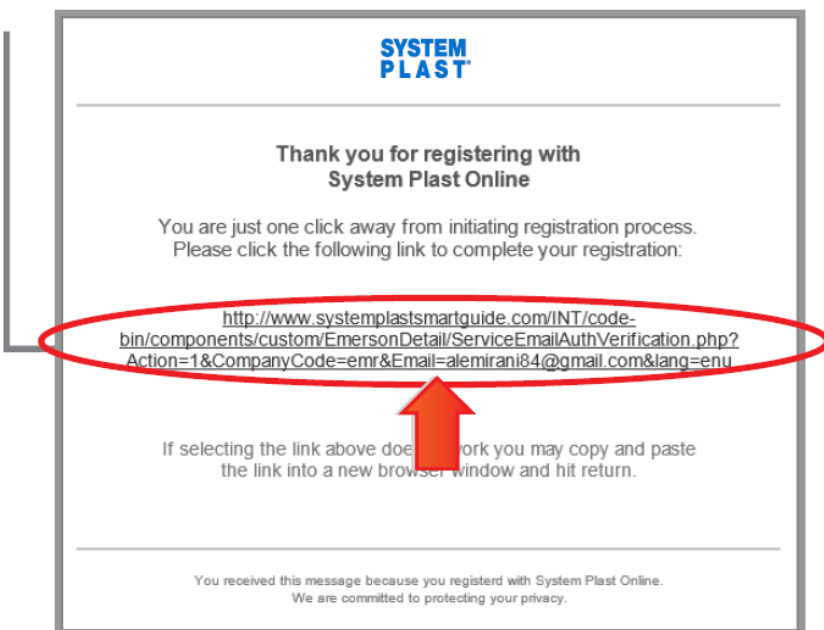 SYSTEM
PLAST®
Thank you for registering with
System Plast Online
You are just one click away from initiating registration process.
Please click the following link to complete your registration:
http://www.systemplastsmartguide.com/INT/code-
bin/components/custom/EmersonDetail/ServiceEmailAuthVerification.php?
Action=1&CompanyCode=emr&Email=alemirani84@gmail.com&lang=enu
If selecting the link above doe ork you may copy and paste
the link into a new browser window and hit return.
You received this message because you registerd with System Plast Online.
We are committed to protecting your privacy.